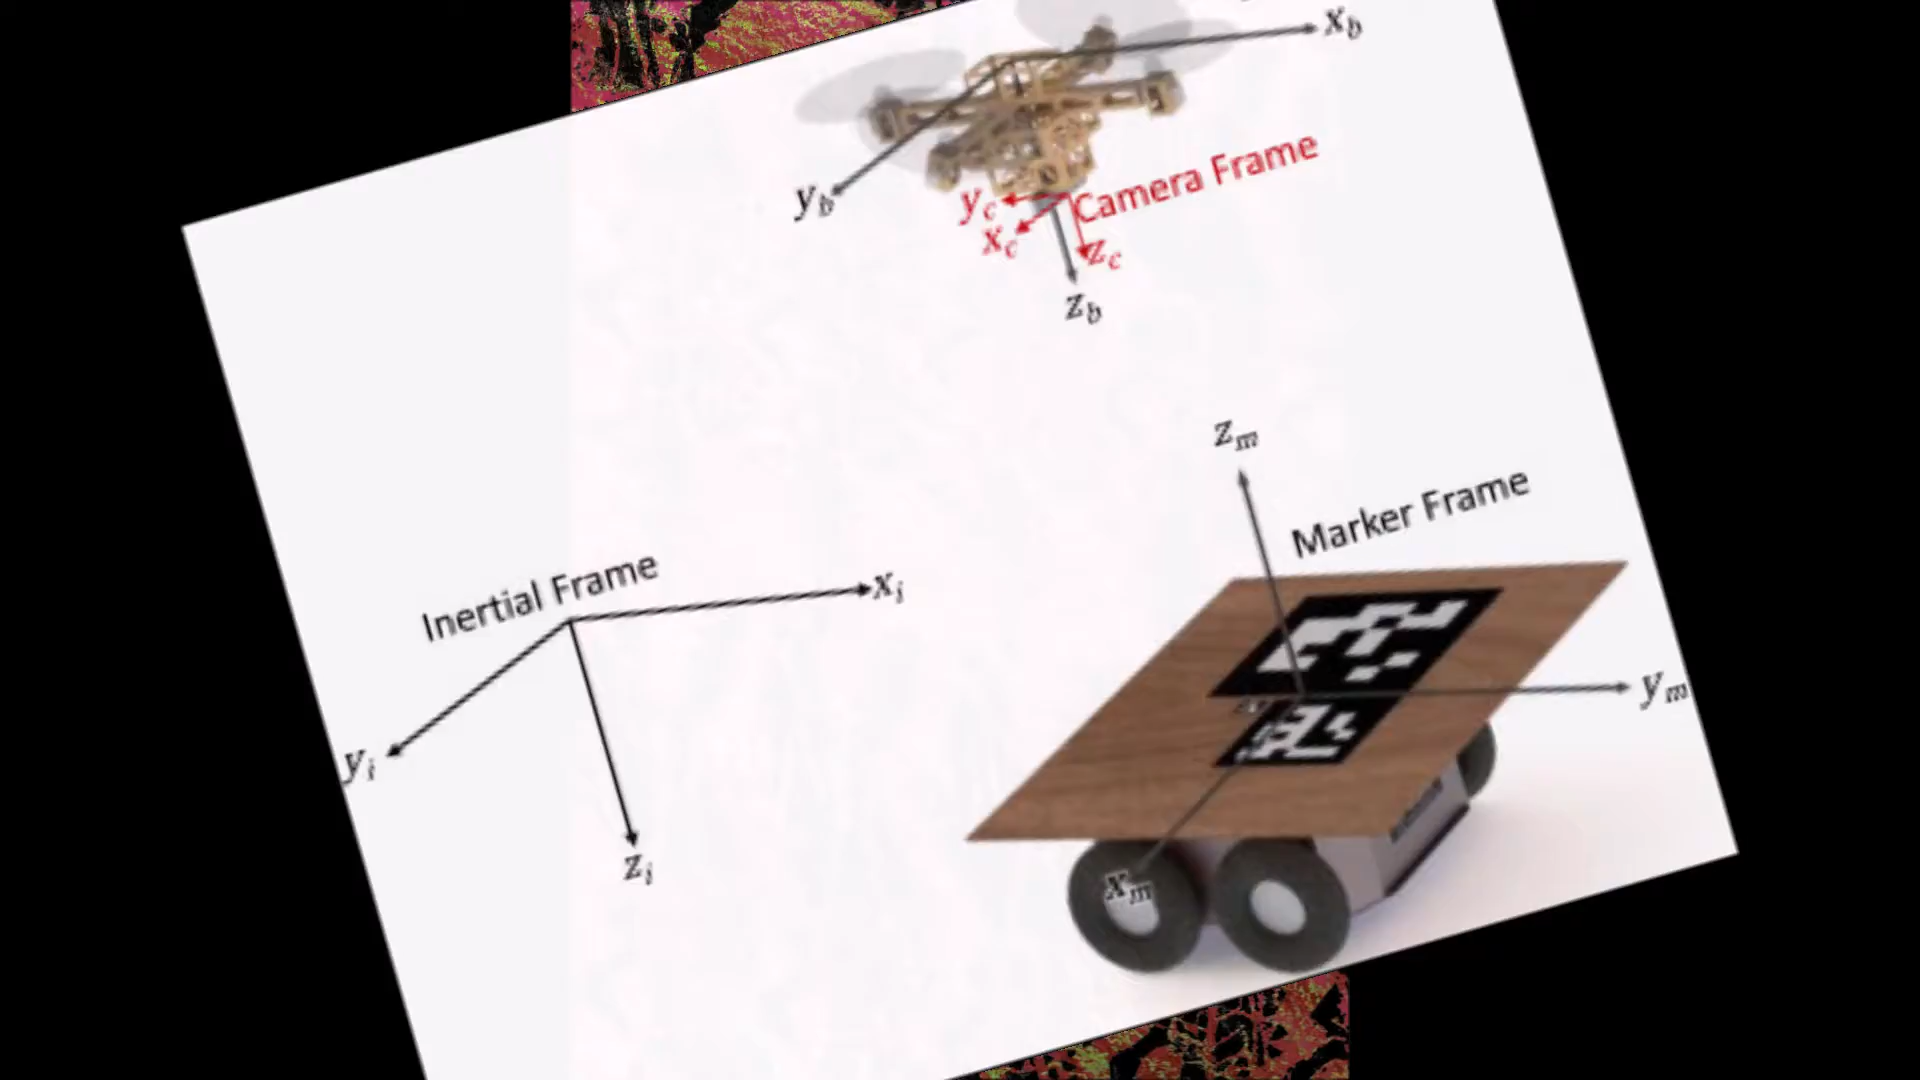 x_b
y_b
Camera Frame
y_c
x_c
z_c
z_b
z_m
Marker Frame
Inertial Frame
x_i
y_m
y_i
z_i
x_m